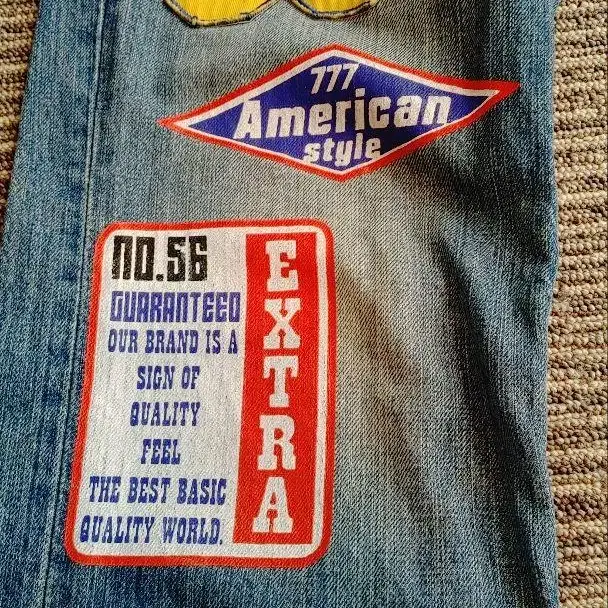 777
American
style
no.56
GUARANTEED
OUR BRAND IS A
SIGN OF
QUALITY
FEEL
THE BEST BASIC
QUALITY WORLD.
EXTRA